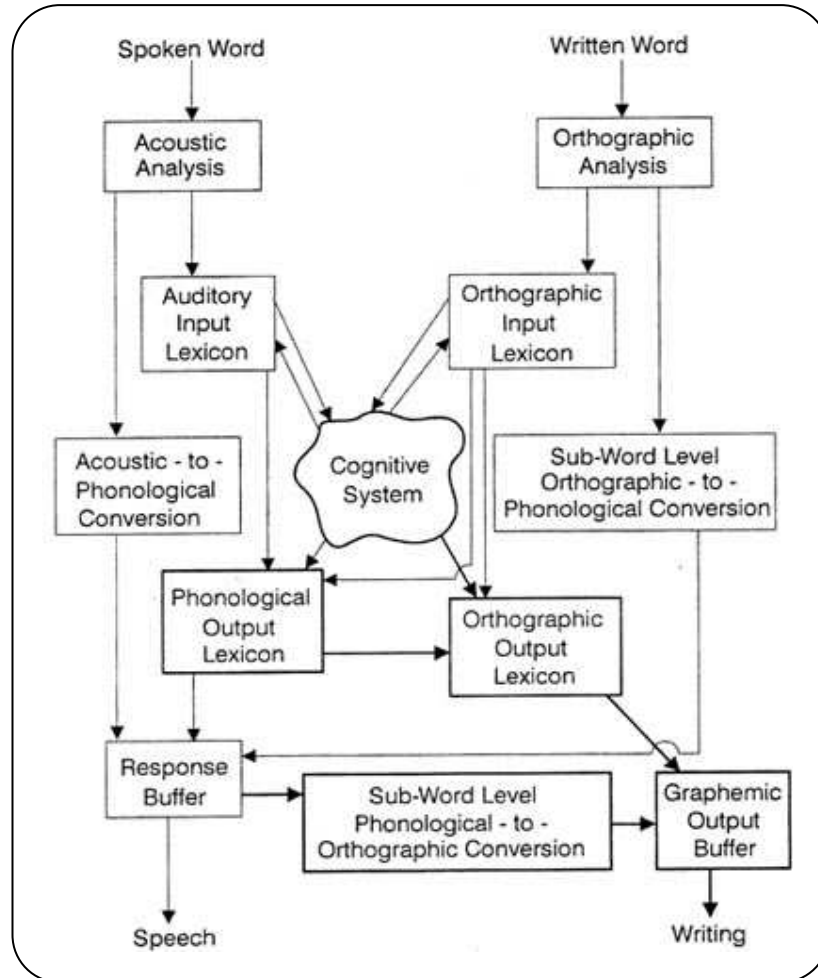 Spoken Word
Written Word
Acoustic
Analysis
Orthographic
Analysis
Auditory
Input
Lexicon
Orthographic
Input
Lexicon
Cognitive
System
Acoustic - to -
Phonological
Conversion
Sub-Word Level
Orthographic - to -
Phonological Conversion
Phonological
Output
Lexicon
Orthographic
Output
Lexicon
Response
Buffer
Sub-Word Level
Phonological - to -
Orthographic Conversion
Graphemic
Output
Buffer
Speech
Writing